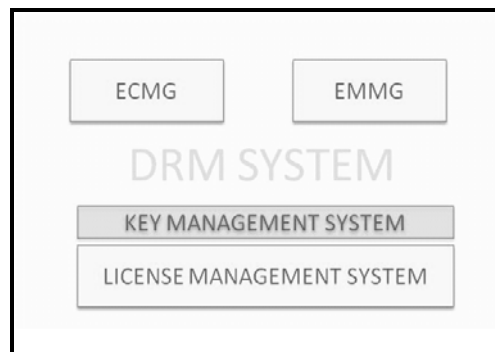 ECMG
EMMG
DRM SYSTEM
KEY MANAGEMENT SYSTEM
LICENSE MANAGEMENT SYSTEM